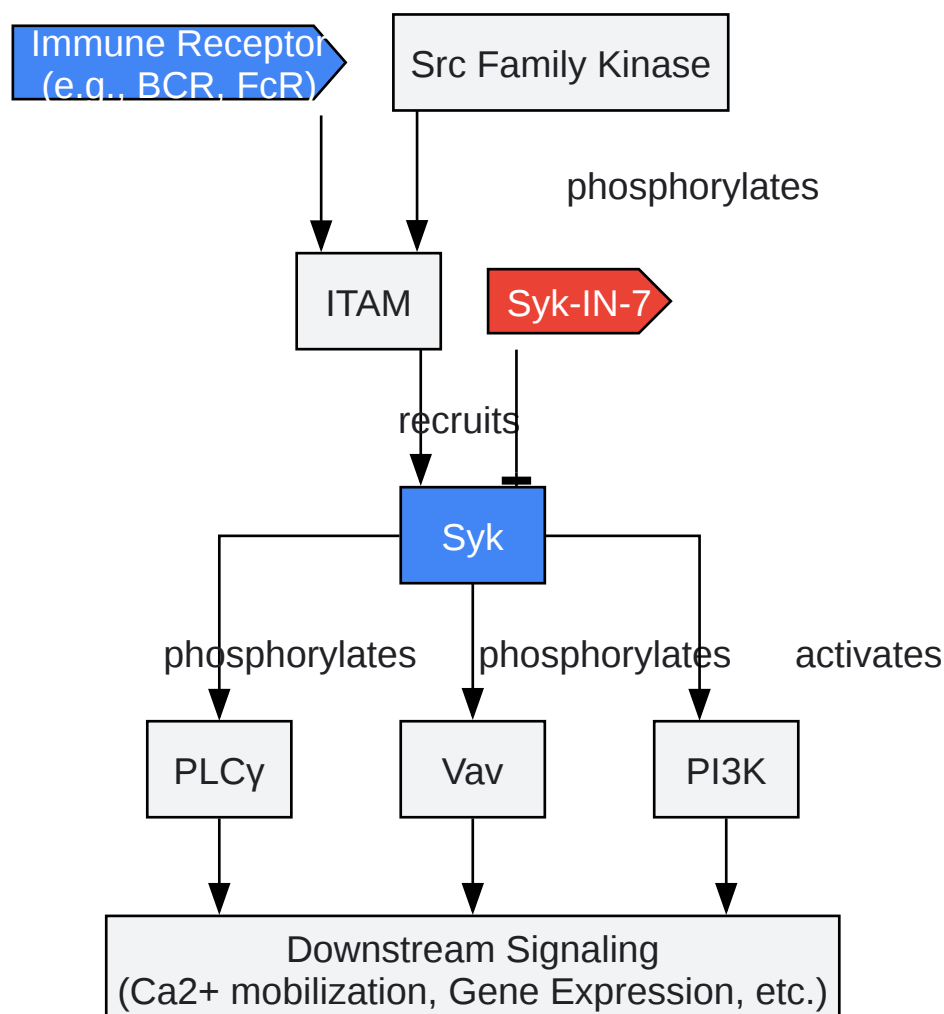 Immune Receptor
(e.g., BCR, FcR)
Src Family Kinase
phosphorylates
ITAM
Syk-IN-7
recruits
Syk
phosphorylates
phosphorylates
activates
PLCγ
Vav
PI3K
Downstream Signaling
(Ca2+ mobilization, Gene Expression, etc.)